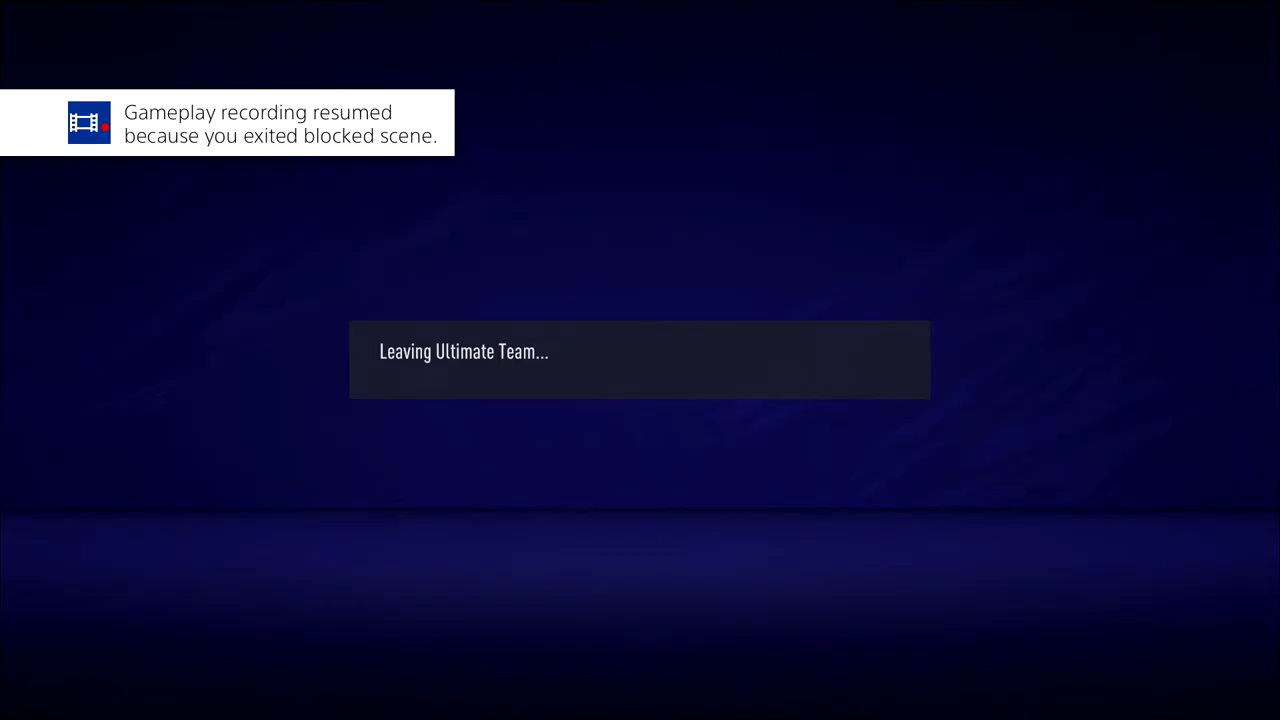 Gameplay recording resumed
because you exited blocked scene.
Leaving Ultimate Team...